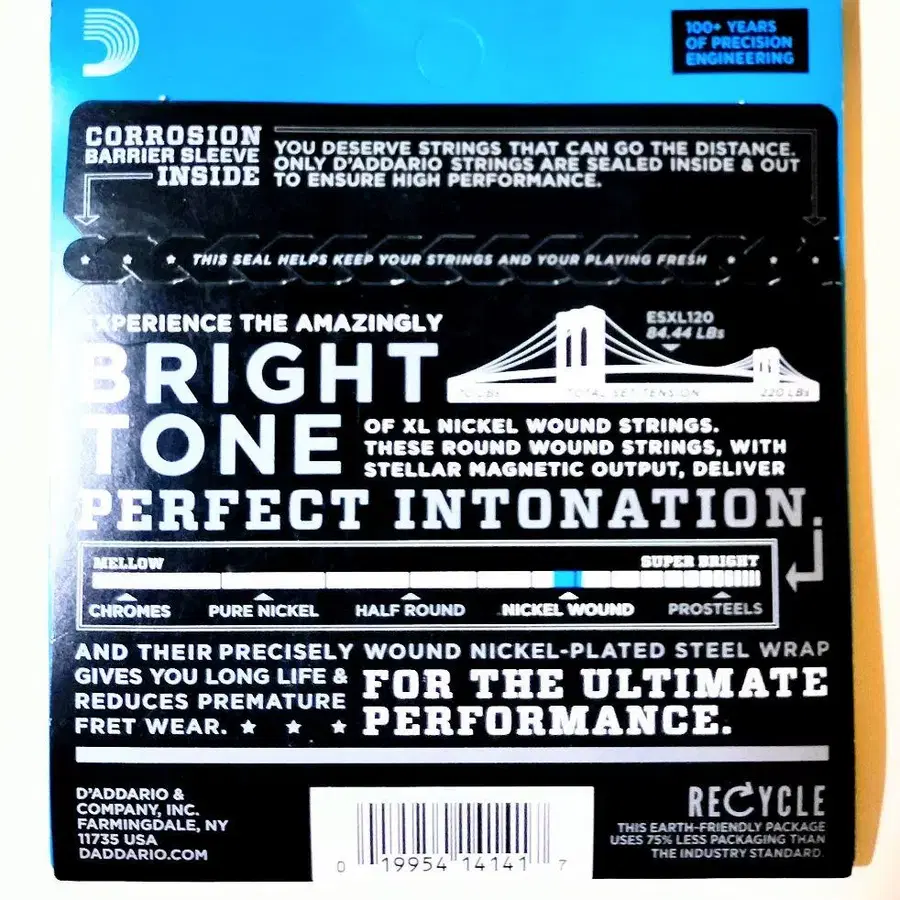 100+ YEARS
OF PRECISION
ENGINEERING
CORROSION
BARRIER SLEEVE
INSIDE
YOU DESERVE STRINGS THAT CAN GO THE DISTANCE.
ONLY D'ADDARIO STRINGS ARE SEALED INSIDE & OUT
TO ENSURE HIGH PERFORMANCE.
THIS SEAL HELPS KEEP YOUR STRINGS AND YOUR PLAYING FRESH
EXPERIENCE THE AMAZINGLY
BRIGHT
TONE
ESXL120
84.44 LBs
TOTAL SET TENSION
220 LBs
OF XL NICKEL WOUND STRINGS.
THESE ROUND WOUND STRINGS, WITH
STELLAR MAGNETIC OUTPUT, DELIVER
PERFECT INTONATION.
MELLOW
SUPER BRIGHT
CHROMES
PURE NICKEL
HALF ROUND
NICKEL WOUND
PROSTEELS
AND THEIR PRECISELY WOUND NICKEL-PLATED STEEL WRAP
GIVES YOU LONG LIFE &
REDUCES PREMATURE
FRET WEAR.
FOR THE ULTIMATE
PERFORMANCE.
D'ADDARIO &
COMPANY, INC.
FARMINGDALE, NY
11735 USA
DADDARIO.COM
0 19954 14141 7
RECYCLE
THIS EARTH-FRIENDLY PACKAGE
USES 75% LESS PACKAGING THAN
THE INDUSTRY STANDARD.